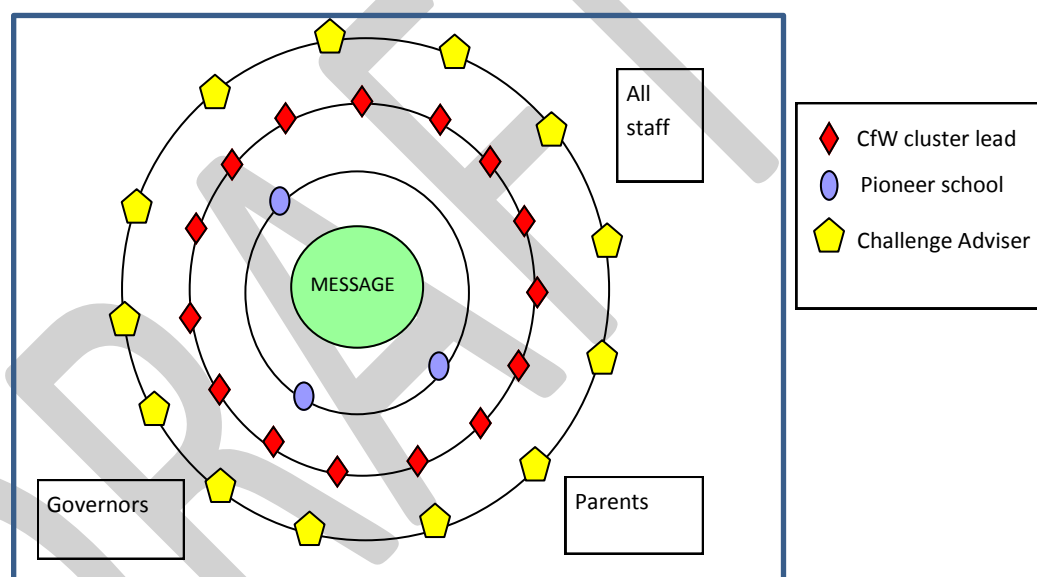 All
staff
MESSAGE
Governors
Parents
CfW cluster lead
Pioneer school
Challenge Adviser
DRAFT